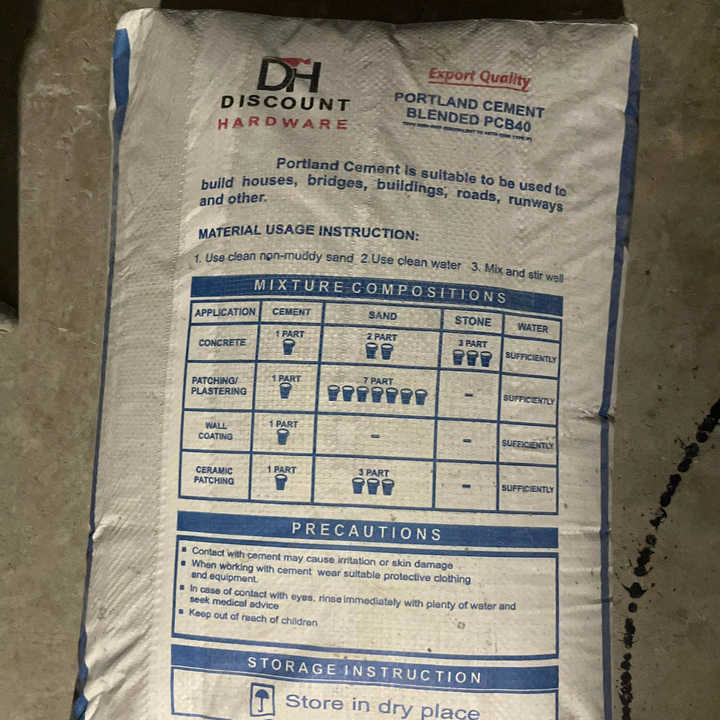 DH
DISCOUNT
HARDWARE
Export Quality
PORTLAND CEMENT
BLENDED PCB40
Portland Cement is suitable to be used to
build houses, bridges, buildings, roads, runways
and other.
MATERIAL USAGE INSTRUCTION:
1. Use clean non-muddy sand 2.Use clean water 3. Mix and stir well
MIXTURE COMPOSITIONS
APPLICATION CEMENT SAND STONE WATER
CONCRETE 1 PART 2 PART 3 PART SUFFICIENTLY
PATCHING/
PLASTERING 1 PART 7 PART - SUFFICIENTLY
WALL
COATING 1 PART - - SUFFICIENTLY
CERAMIC
PATCHING 1 PART 3 PART - SUFFICIENTLY
PRECAUTIONS
Contact with cement may cause irritation or skin damage
When working with cement wear suitable protective clothing
and equipment.
In case of contact with eyes, rinse immediately with plenty of water and
seek medical advice
Keep out of reach of children
STORAGE INSTRUCTION
Store in dry place